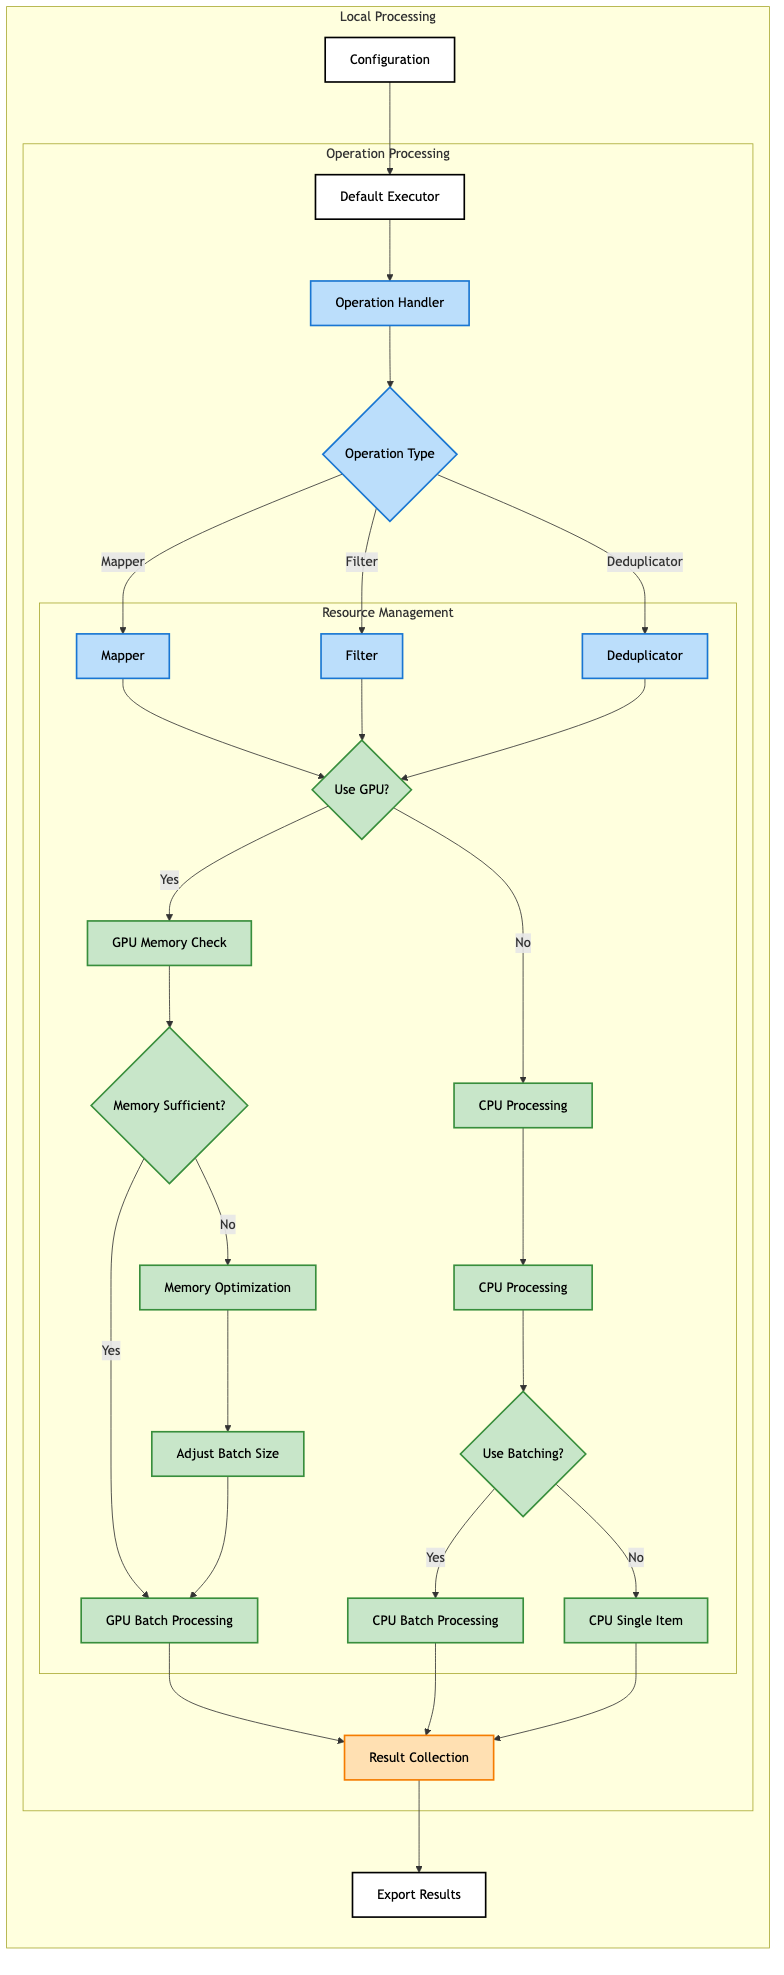 Local Processing
Configuration
Operation Processing
Default Executor
Operation Handler
Operation Type
Mapper
Filter
Deduplicator
Resource Management
Mapper
Filter
Deduplicator
Use GPU?
Yes
GPU Memory Check
No
Memory Sufficient?
CPU Processing
No
Memory Optimization
CPU Processing
Yes
Adjust Batch Size
Use Batching?
Yes
No
GPU Batch Processing
CPU Batch Processing
CPU Single Item
Result Collection
Export Results